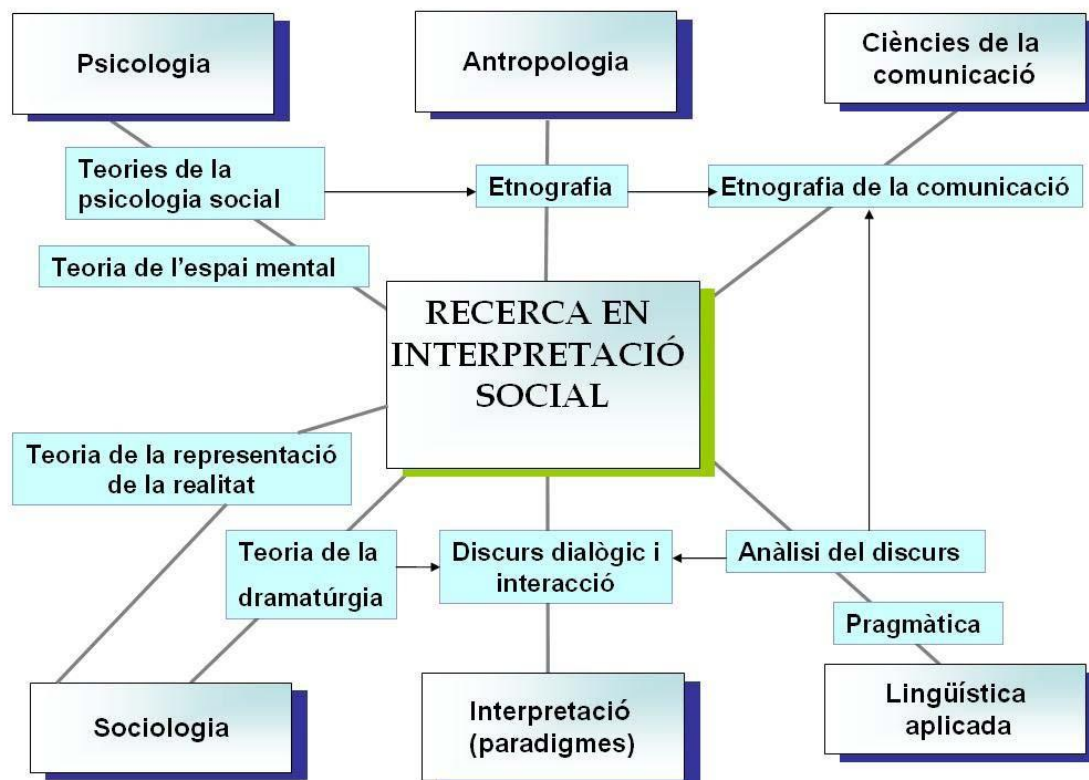 Psicologia
Antropologia
Ciències de la
comunicació
Teories de la
psicologia social
Etnografia
Etnografia de la comunicació
Teoria de l'espai mental
RECERCA EN
INTERPRETACIÓ
SOCIAL
Teoria de la representació
de la realitat
Teoria de la
dramatúrgia
Discurs dialògic i
interacció
Anàlisi del discurs
Pragmàtica
Sociologia
Interpretació
(paradigmes)
Lingüística
aplicada